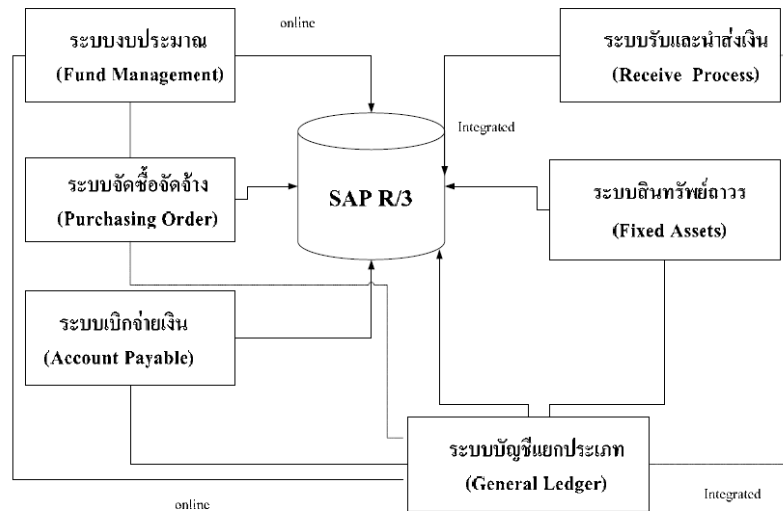 ระบบงบประมาณ
(Fund Management)
online
ระบบรับและนำส่งเงิน
(Receive Process)
Integrated
ระบบจัดซื้อจัดจ้าง
(Purchasing Order)
SAP R/3
ระบบสินทรัพย์ถาวร
(Fixed Assets)
ระบบเบิกจ่ายเงิน
(Account Payable)
ระบบบัญชีแยกประเภท
(General Ledger)
online
Integrated